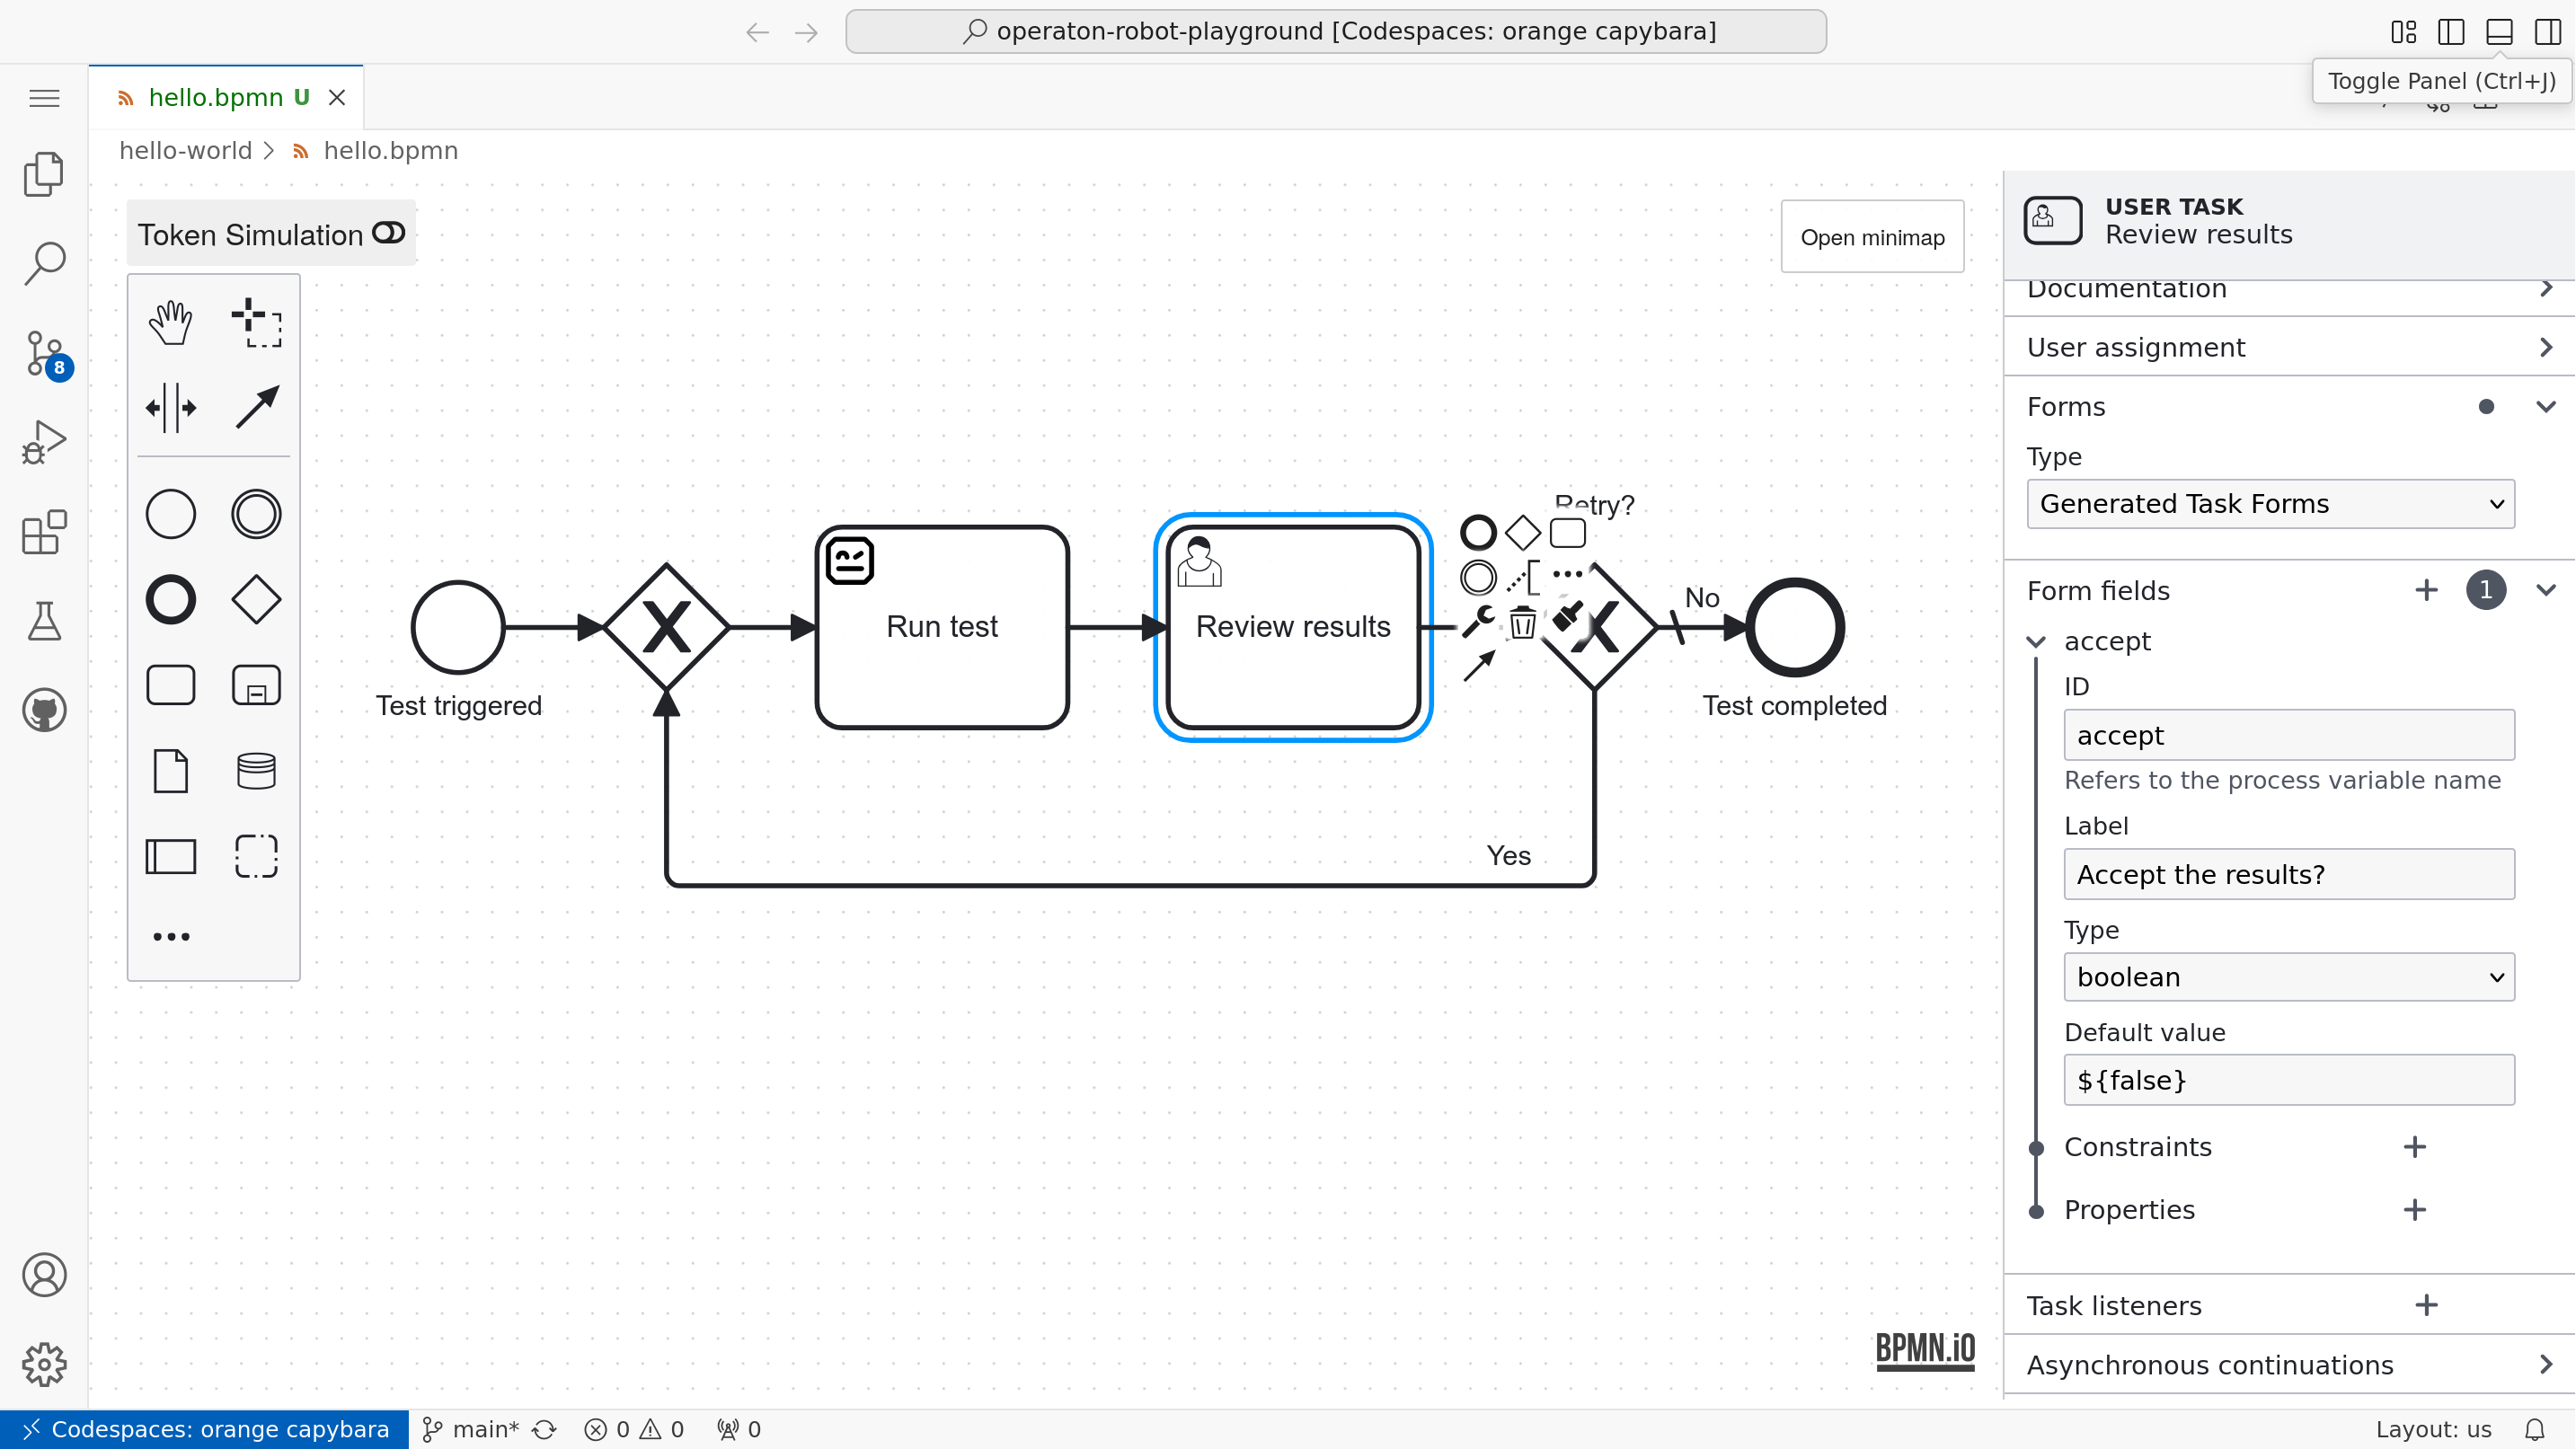 operaton-robot-playground [Codespaces: orange capybara]
Toggle Panel (Ctrl+J)
hello.bpmn U
hello-world > hello.bpmn
Token Simulation
Open minimap
8
Test triggered
Run test
Review results
Retry?
No
Yes
Test completed
BPMN.iO
USER TASK
Review results
Documentation
User assignment
Forms
Type
Generated Task Forms
Form fields
1
accept
ID
accept
Refers to the process variable name
Label
Accept the results?
Type
boolean
Default value
${false}
Constraints
Properties
Task listeners
Asynchronous continuations
Codespaces: orange capybara
main*
0
0
0
Layout: us